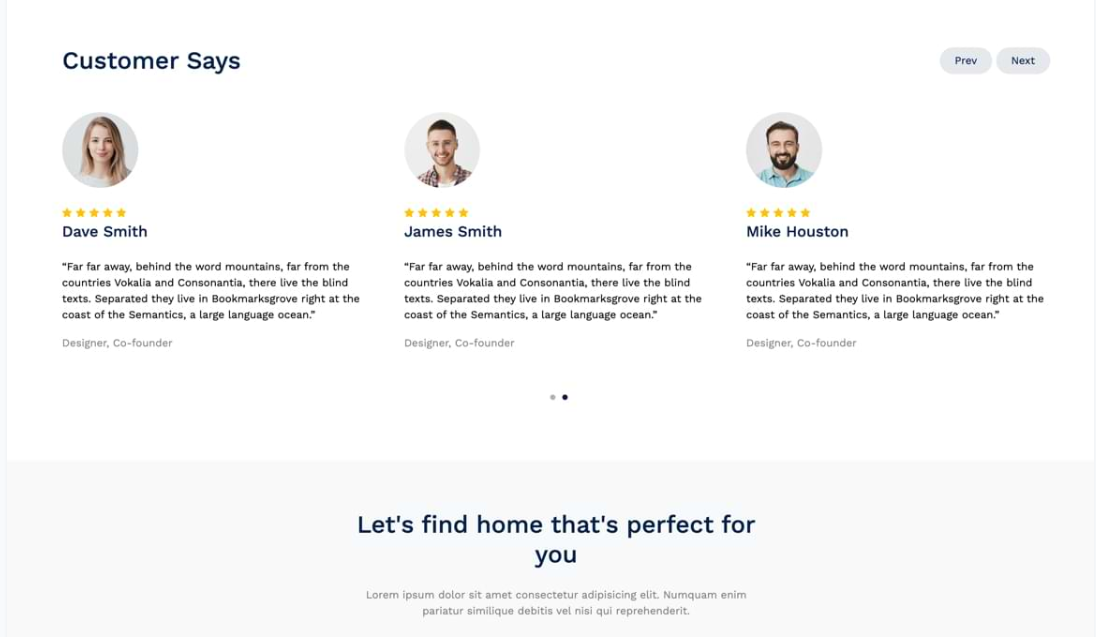 Customer Says
Prev
Next
Dave Smith
“Far far away, behind the word mountains, far from the
countries Vokalia and Consonantia, there live the blind
texts. Separated they live in Bookmarksgrove right at the
coast of the Semantics, a large language ocean.”
Designer, Co-founder
James Smith
“Far far away, behind the word mountains, far from the
countries Vokalia and Consonantia, there live the blind
texts. Separated they live in Bookmarksgrove right at the
coast of the Semantics, a large language ocean.”
Designer, Co-founder
Mike Houston
“Far far away, behind the word mountains, far from the
countries Vokalia and Consonantia, there live the blind
texts. Separated they live in Bookmarksgrove right at the
coast of the Semantics, a large language ocean.”
Designer, Co-founder
Let's find home that's perfect for
you
Lorem ipsum dolor sit amet consectetur adipisicing elit. Numquam enim
pariatur similique debitis vel nisi qui reprehenderit.